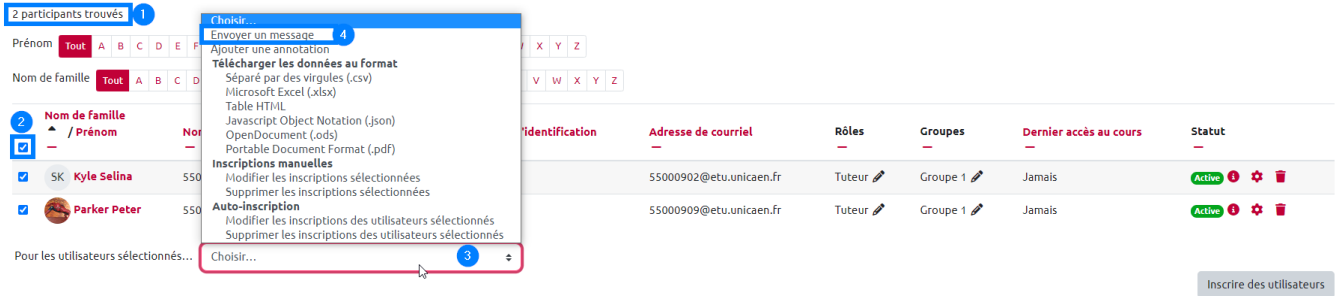 2 participants trouvés 1
Choisir...
Envoyer un message 4
Ajouter une annotation
Télécharger les données au format
Séparé par des virgules (.csv)
Microsoft Excel (.xlsx)
Table HTML
Javascript Object Notation (.json)
OpenDocument (.ods)
Portable Document Format (.pdf)
Inscriptions manuelles
Modifier les inscriptions sélectionnées
Supprimer les inscriptions sélectionnées
Auto-inscription
Modifier les inscriptions des utilisateurs sélectionnés
Supprimer les inscriptions des utilisateurs sélectionnés
Prénom Tout A B C D E F W X Y Z
Nom de famille Tout A B C D V W X Y Z
2 Nom de famille / Prénom Adresse de courriel Rôles Groupes Dernier accès au cours Statut
SK Kyle Selina 550 55000902@etu.unicaen.fr Tuteur Groupe 1 Jamais Active
Parker Peter 550 55000909@etu.unicaen.fr Tuteur Groupe 1 Jamais Active
Pour les utilisateurs sélectionnés... Choisir... 3
Inscrire des utilisateurs